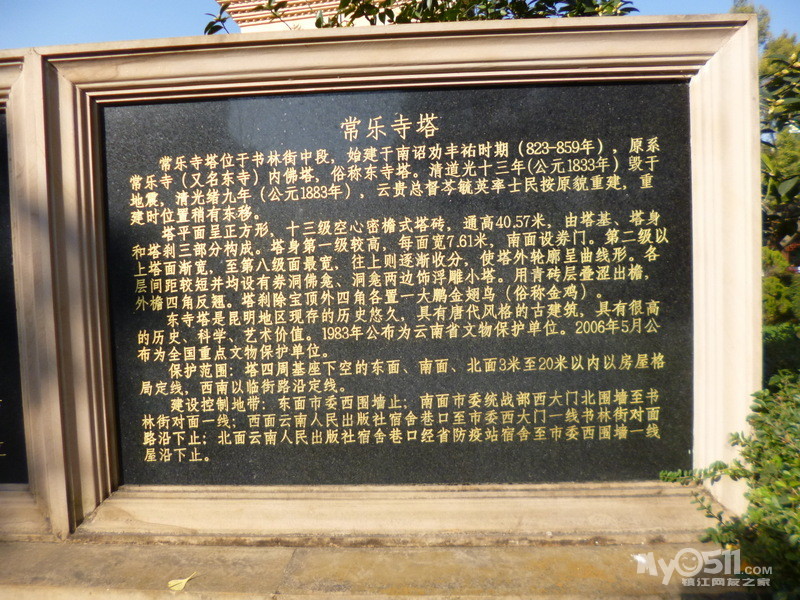 常乐寺塔
常乐寺塔位于书林街中段，始建于南诏劝丰祐时期（823-859年），原系
常乐寺（又名东寺）内佛塔，俗称东寺塔。清道光十三年(公元1833年）毁于
地震，清光绪九年（公元1883年），云贵总督岑毓英率士民按原貌重建，重
建时位置稍有东移。
塔平面呈正方形，十三级空心密檐式塔砖，通高40.57米，由塔基、塔身
和塔刹三部分构成。塔身第一级较高，每面宽7.61米，南面设券门。第二级以
上塔面渐宽，至第八级面最宽，往上则逐渐收分，使塔外轮廓呈曲线形。各
层间距较短并均设有券洞佛龛、洞龛两边饰浮雕小塔。用青砖层叠涩出檐，
外檐四角反翘。塔刹除宝顶外四角各置一大鹏金翅鸟（俗称金鸡）。
东寺塔是昆明地区现存的历史悠久，具有唐代风格的古建筑，具有很高
的历史、科学、艺术价值。1983年公布为云南省文物保护单位。2006年5月公
布为全国重点文物保护单位。
保护范围：塔四周基座下空的东面、南面、北面3米至20米以内以房屋格
局定线，西南以临街路沿定线。
建设控制地带：东面市委西围墙止；南面市委统战部西大门北围墙至书
林街对面一线；西面云南人民出版社宿舍巷口至市委西大门一线书林街对面
路沿下止；北面云南人民出版社宿舍巷口经省防疫站宿舍至市委西围墙一线
屋沿下止。
MY0511.COM
镇江网友之家